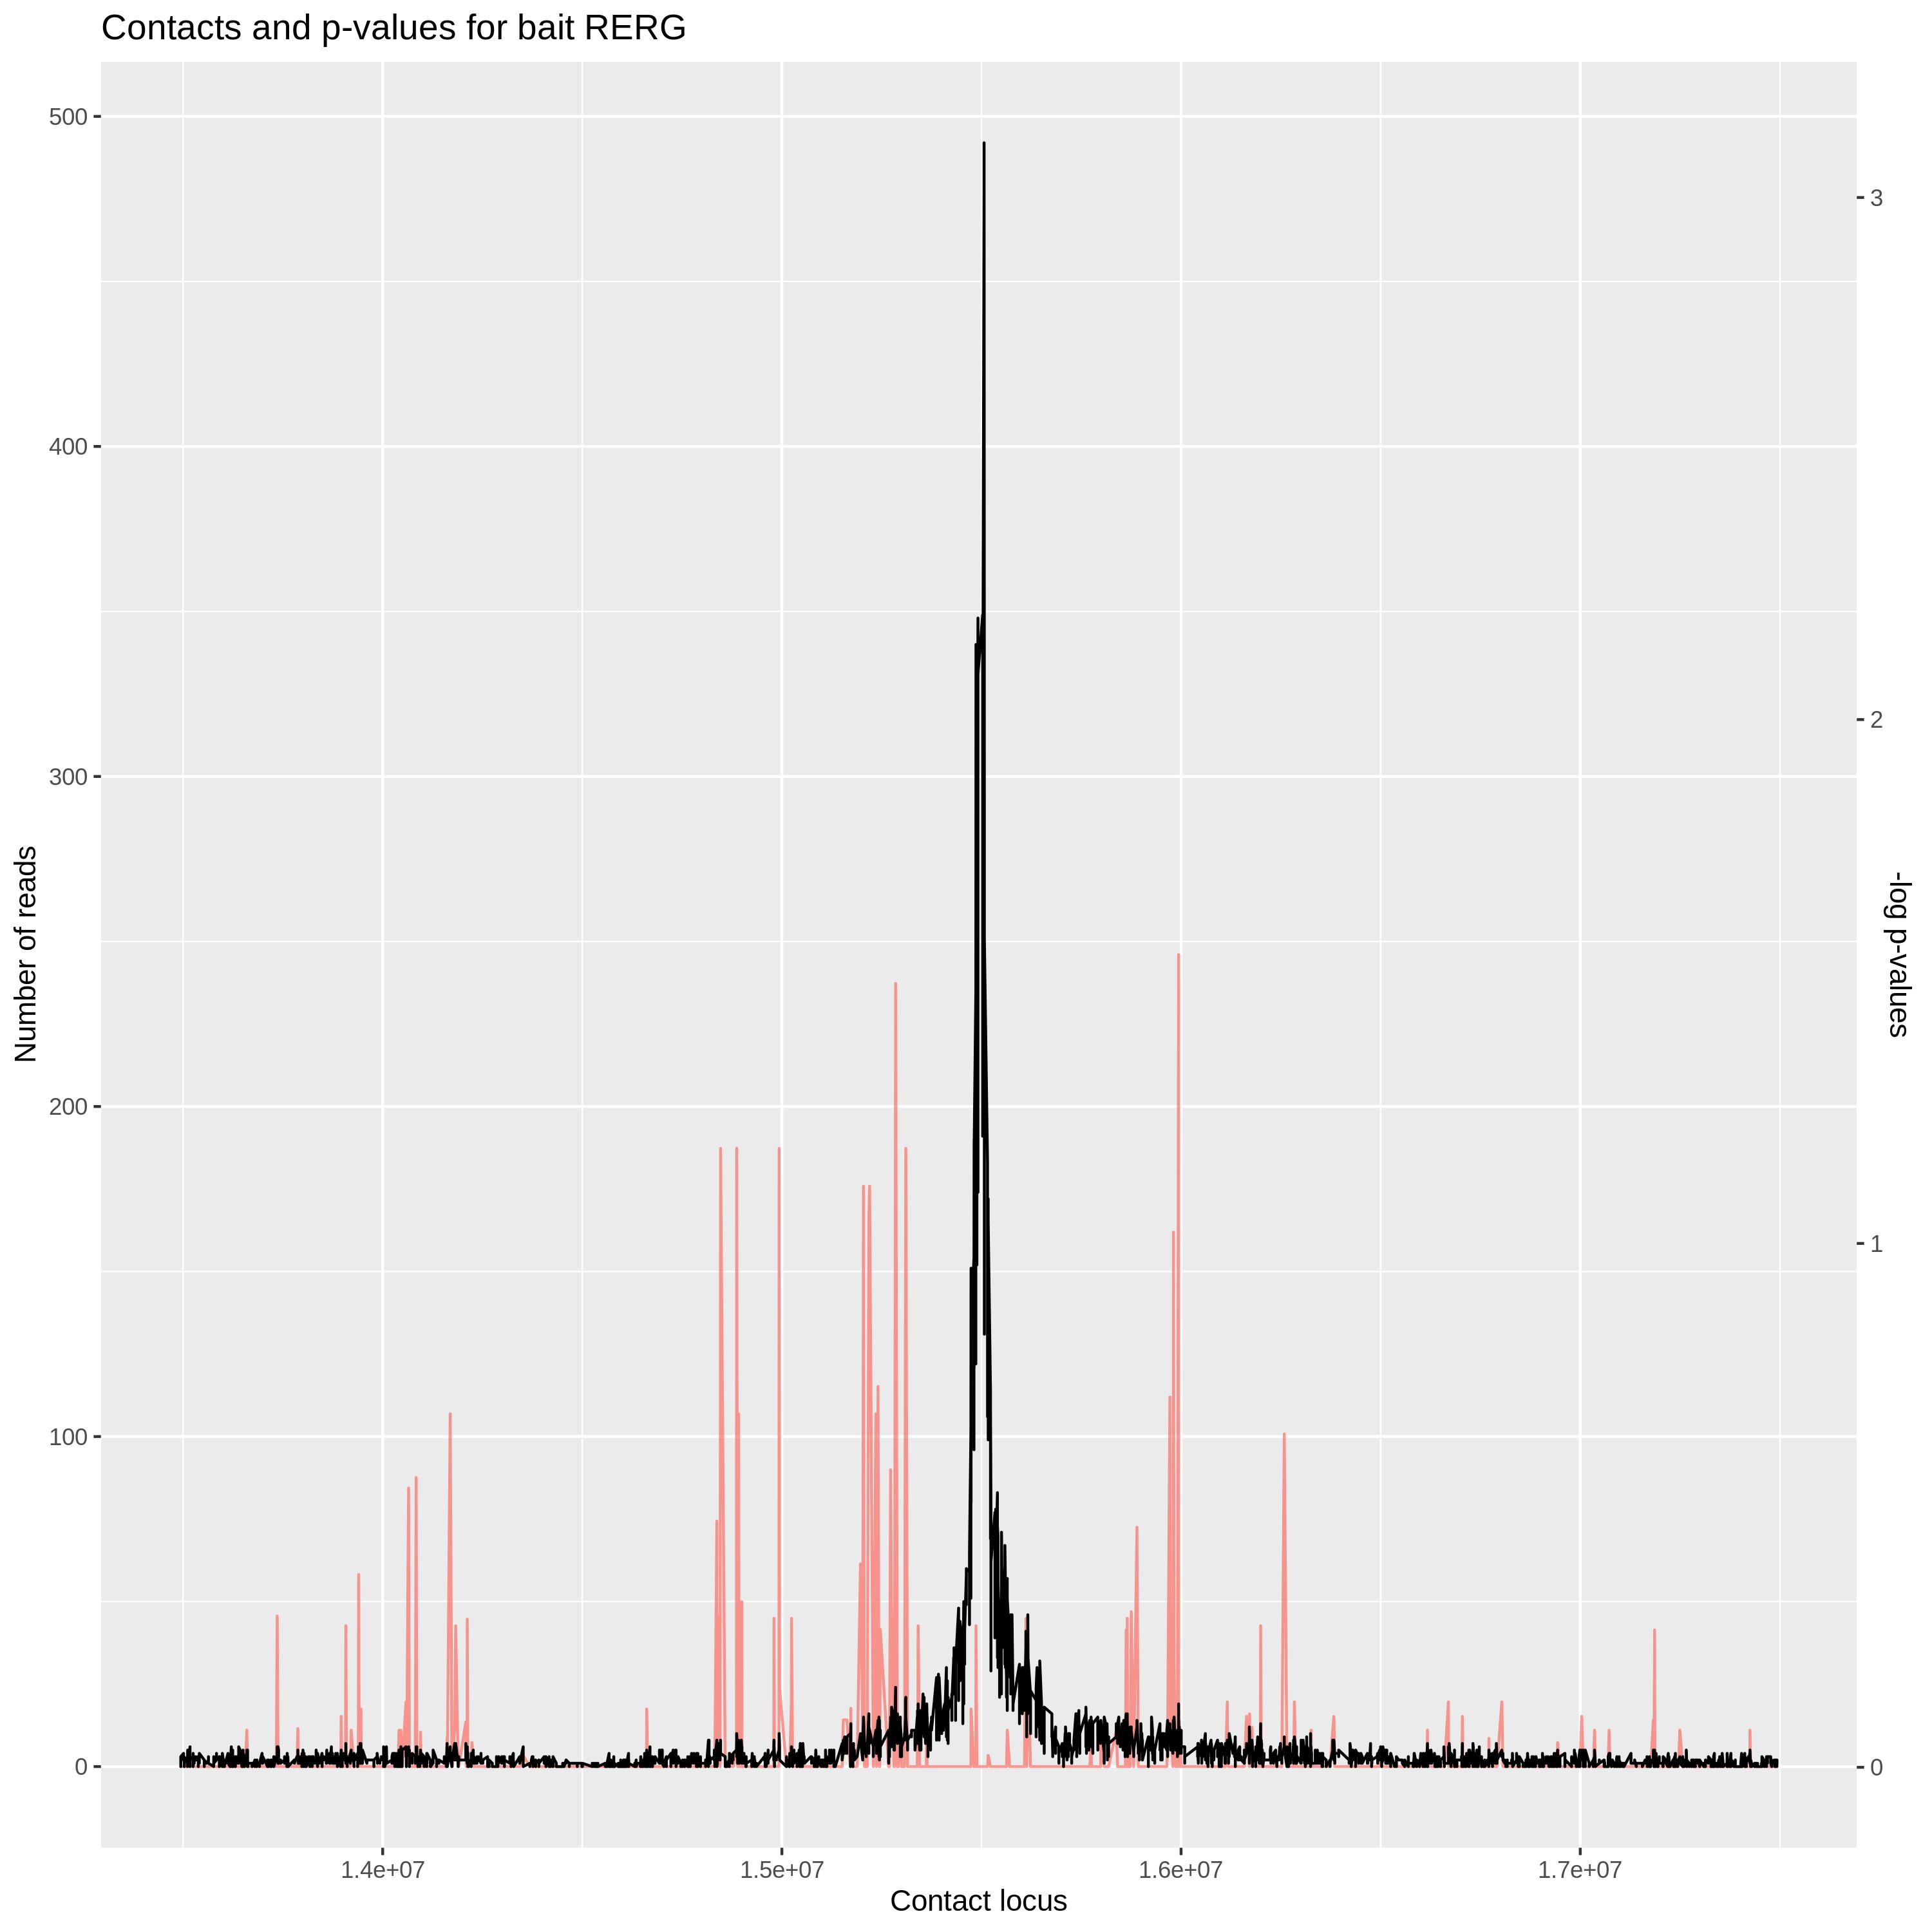 Contacts and p-values for bait RERG
500
400
300
200
100
0
3
2
1
0
Number of reads
-log p-values
1.4e+07
1.5e+07
1.6e+07
1.7e+07
Contact locus